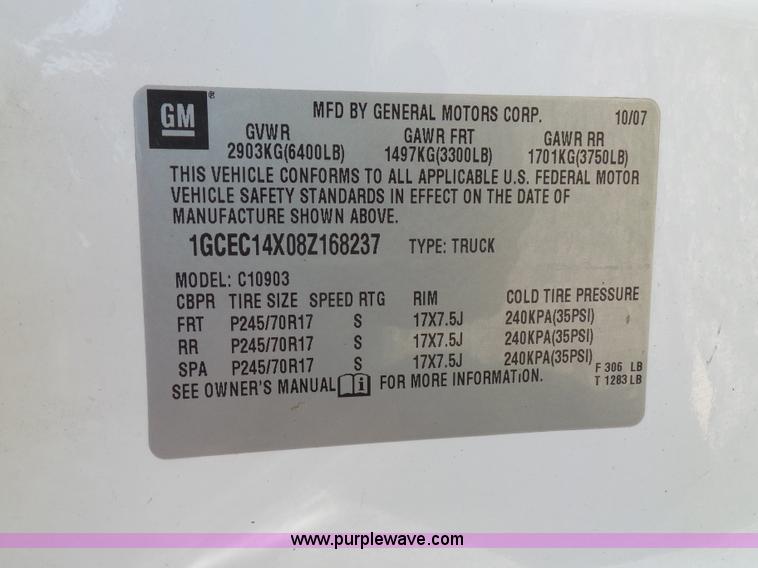 GM ®
MFD BY GENERAL MOTORS CORP. 10/07
GVWR GAWR FRT GAWR RR
2903KG(6400LB) 1497KG(3300LB) 1701KG(3750LB)
THIS VEHICLE CONFORMS TO ALL APPLICABLE U.S. FEDERAL MOTOR
VEHICLE SAFETY STANDARDS IN EFFECT ON THE DATE OF
MANUFACTURE SHOWN ABOVE.
1GCEC14X08Z168237 TYPE: TRUCK
MODEL: C10903
CBPR TIRE SIZE SPEED RTG RIM COLD TIRE PRESSURE
FRT P245/70R17 S 17X7.5J 240KPA(35PSI)
RR P245/70R17 S 17X7.5J 240KPA(35PSI)
SPA P245/70R17 S 17X7.5J 240KPA(35PSI)
F 306 LB
SEE OWNER'S MANUAL FOR MORE INFORMATION. T 1283 LB
www.purplewave.com